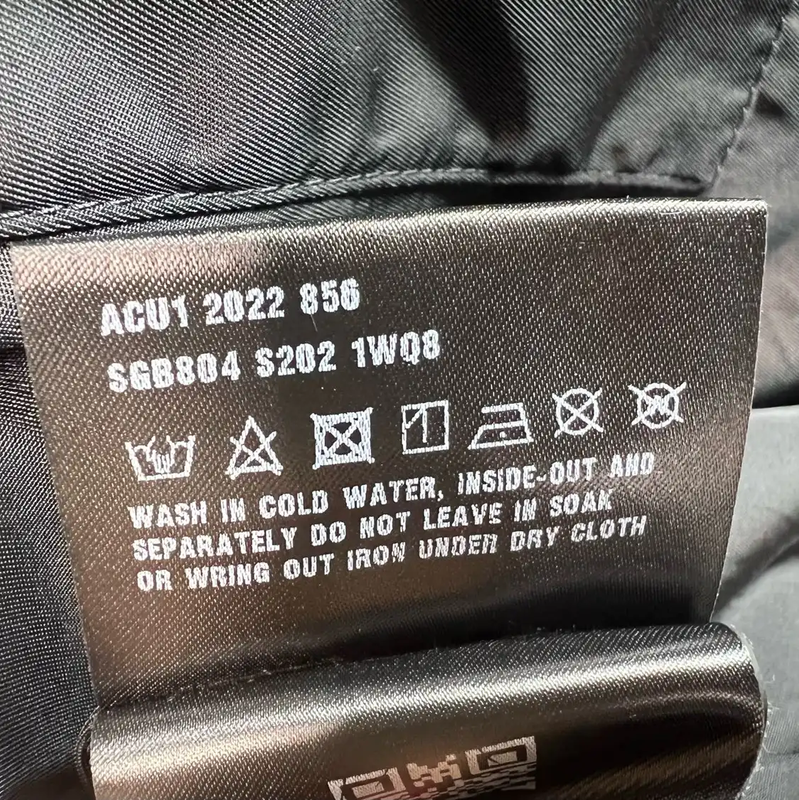 ACU1 2022 856
SGB804 S202 1WQ8
WASH IN COLD WATER, INSIDE-OUT AND
SEPARATELY DO NOT LEAVE IN SOAK
OR WRING OUT IRON UNDER DRY CLOTH